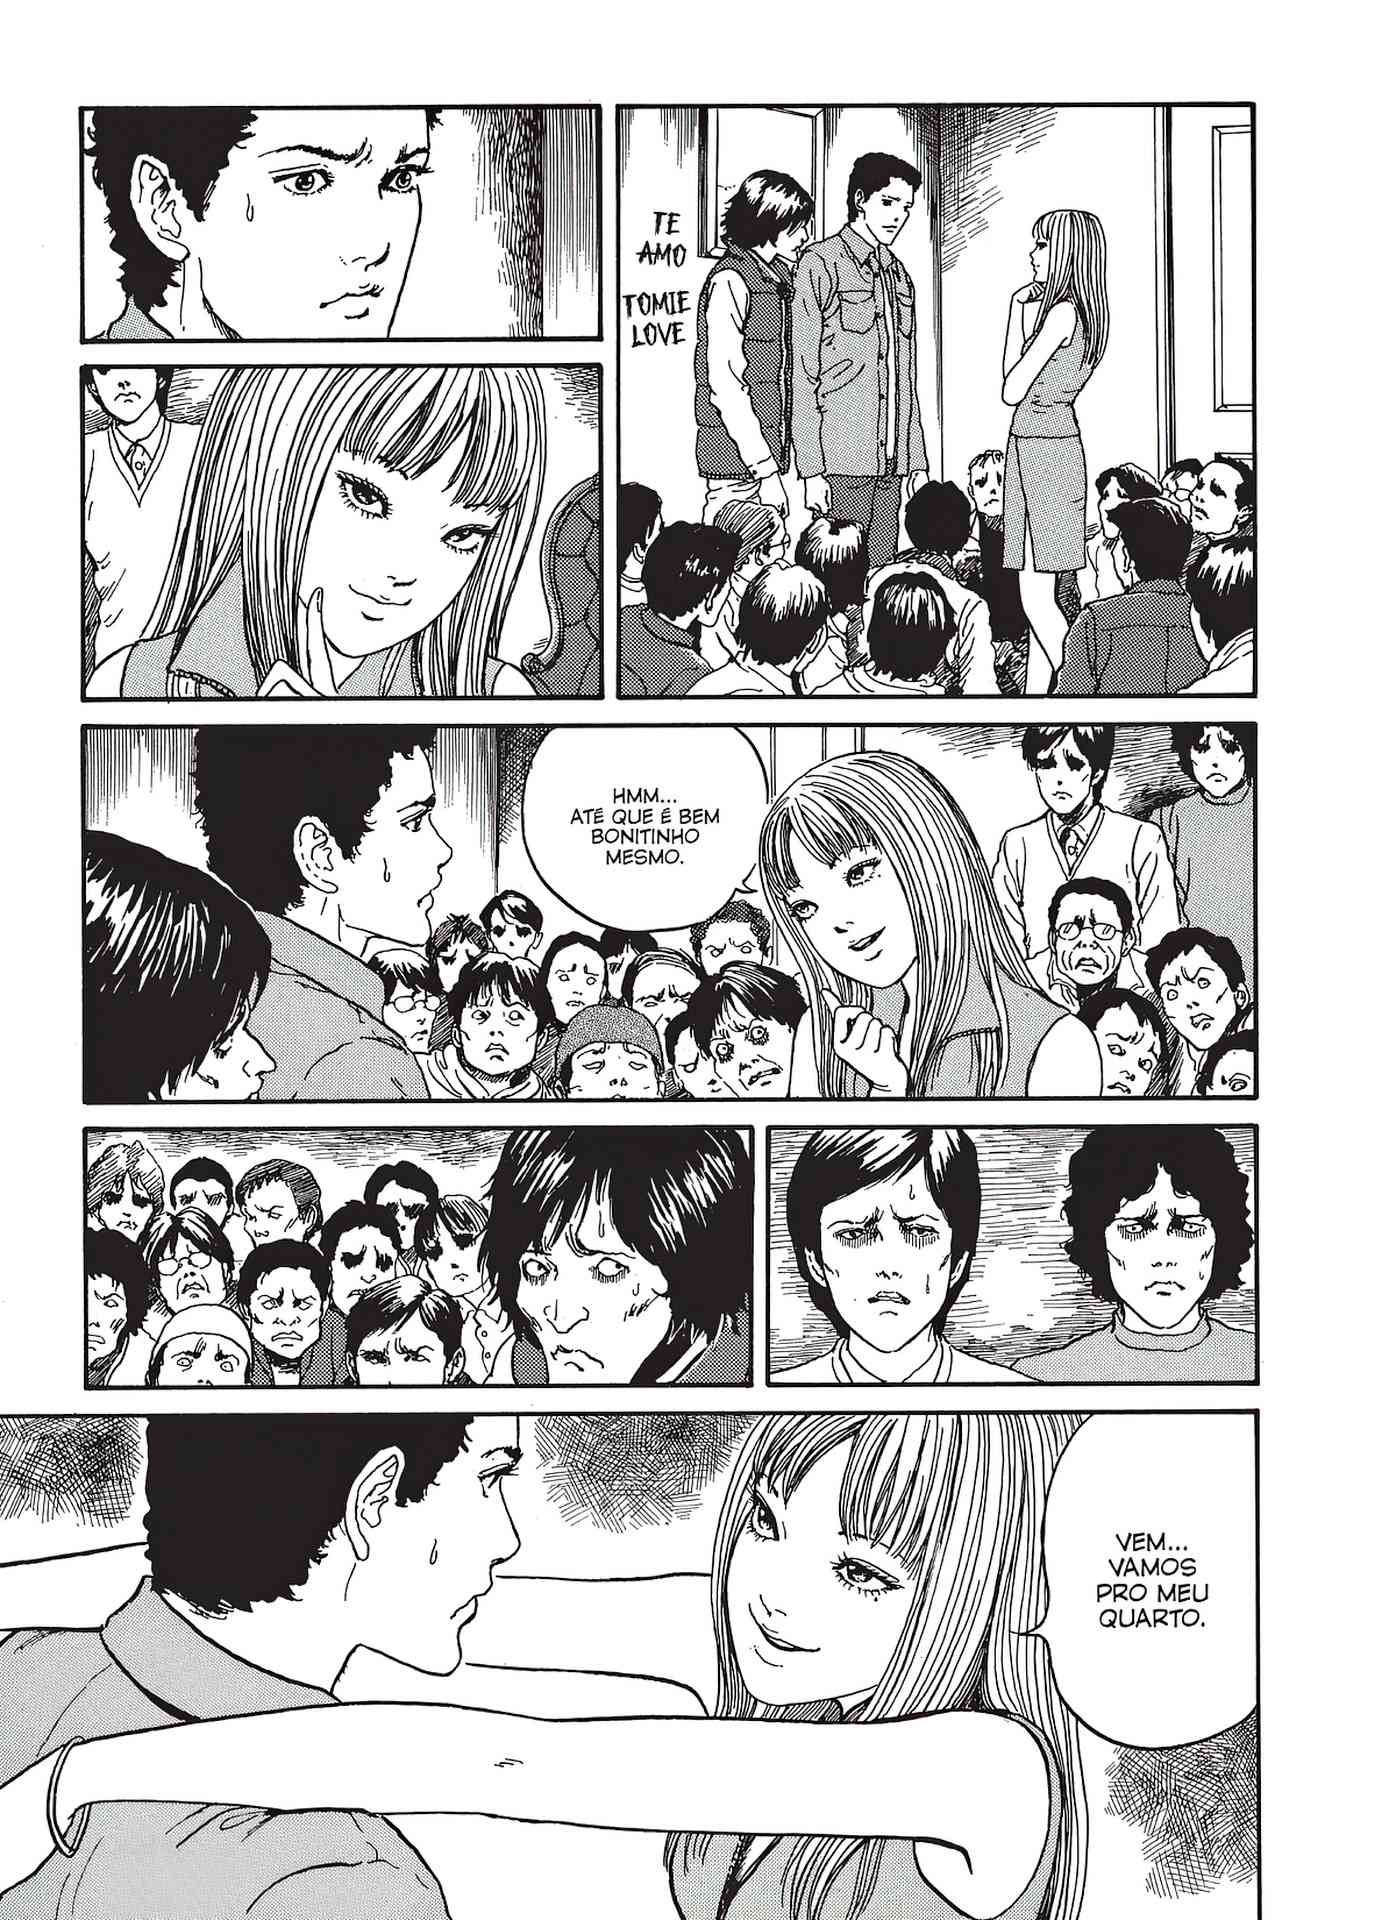 TE
AMO
TOMIE
LOVE
HMM...
ATÉ QUE É BEM
BONITINHO
MESMO.
VEM...
VAMOS
PRO MEU
QUARTO.